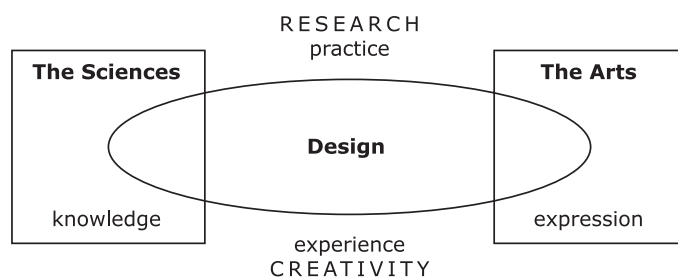 RESEARCH
practice
The Sciences
The Arts
Design
knowledge
expression
experience
CREATIVITY